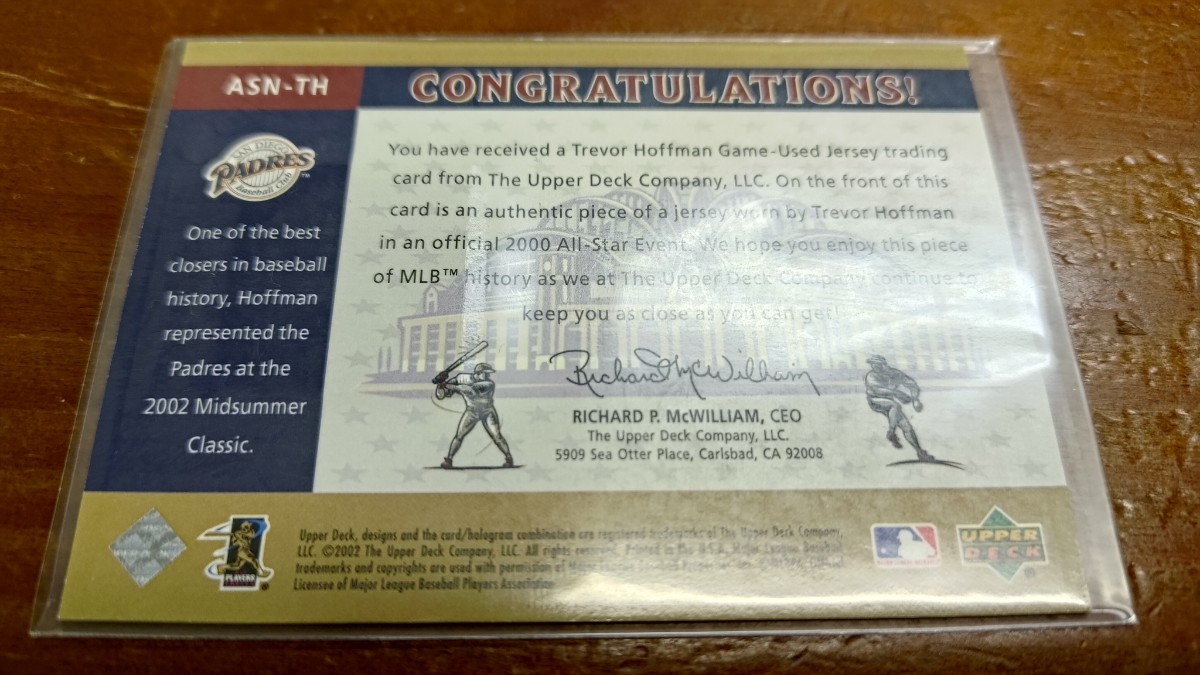 ASN-TH
CONGRATULATIONS!
SAN DIEGO
PADRES™
Baseball Club
One of the best
closers in baseball
history, Hoffman
represented the
Padres at the
2002 Midsummer
Classic.
You have received a Trevor Hoffman Game-Used Jersey trading
card from The Upper Deck Company, LLC. On the front of this
card is an authentic piece of a jersey worn by Trevor Hoffman
in an official 2000 All-Star Event. We hope you enjoy this piece
of MLB™ history as we at The Upper Deck Company continue to
keep you as close as you can get!
Richard P. McWilliam
RICHARD P. McWILLIAM, CEO
The Upper Deck Company, LLC.
5909 Sea Otter Place, Carlsbad, CA 92008
PLAYERS
Upper Deck, designs and the card/hologram combination are registered trademarks of The Upper Deck Company,
LLC. ©2002 The Upper Deck Company, LLC. All rights reserved. Printed in the U.S.A. Major League Baseball
trademarks and copyrights are used with permission of Major League
Licensee of Major League Baseball Players Association
UPPER
DECK